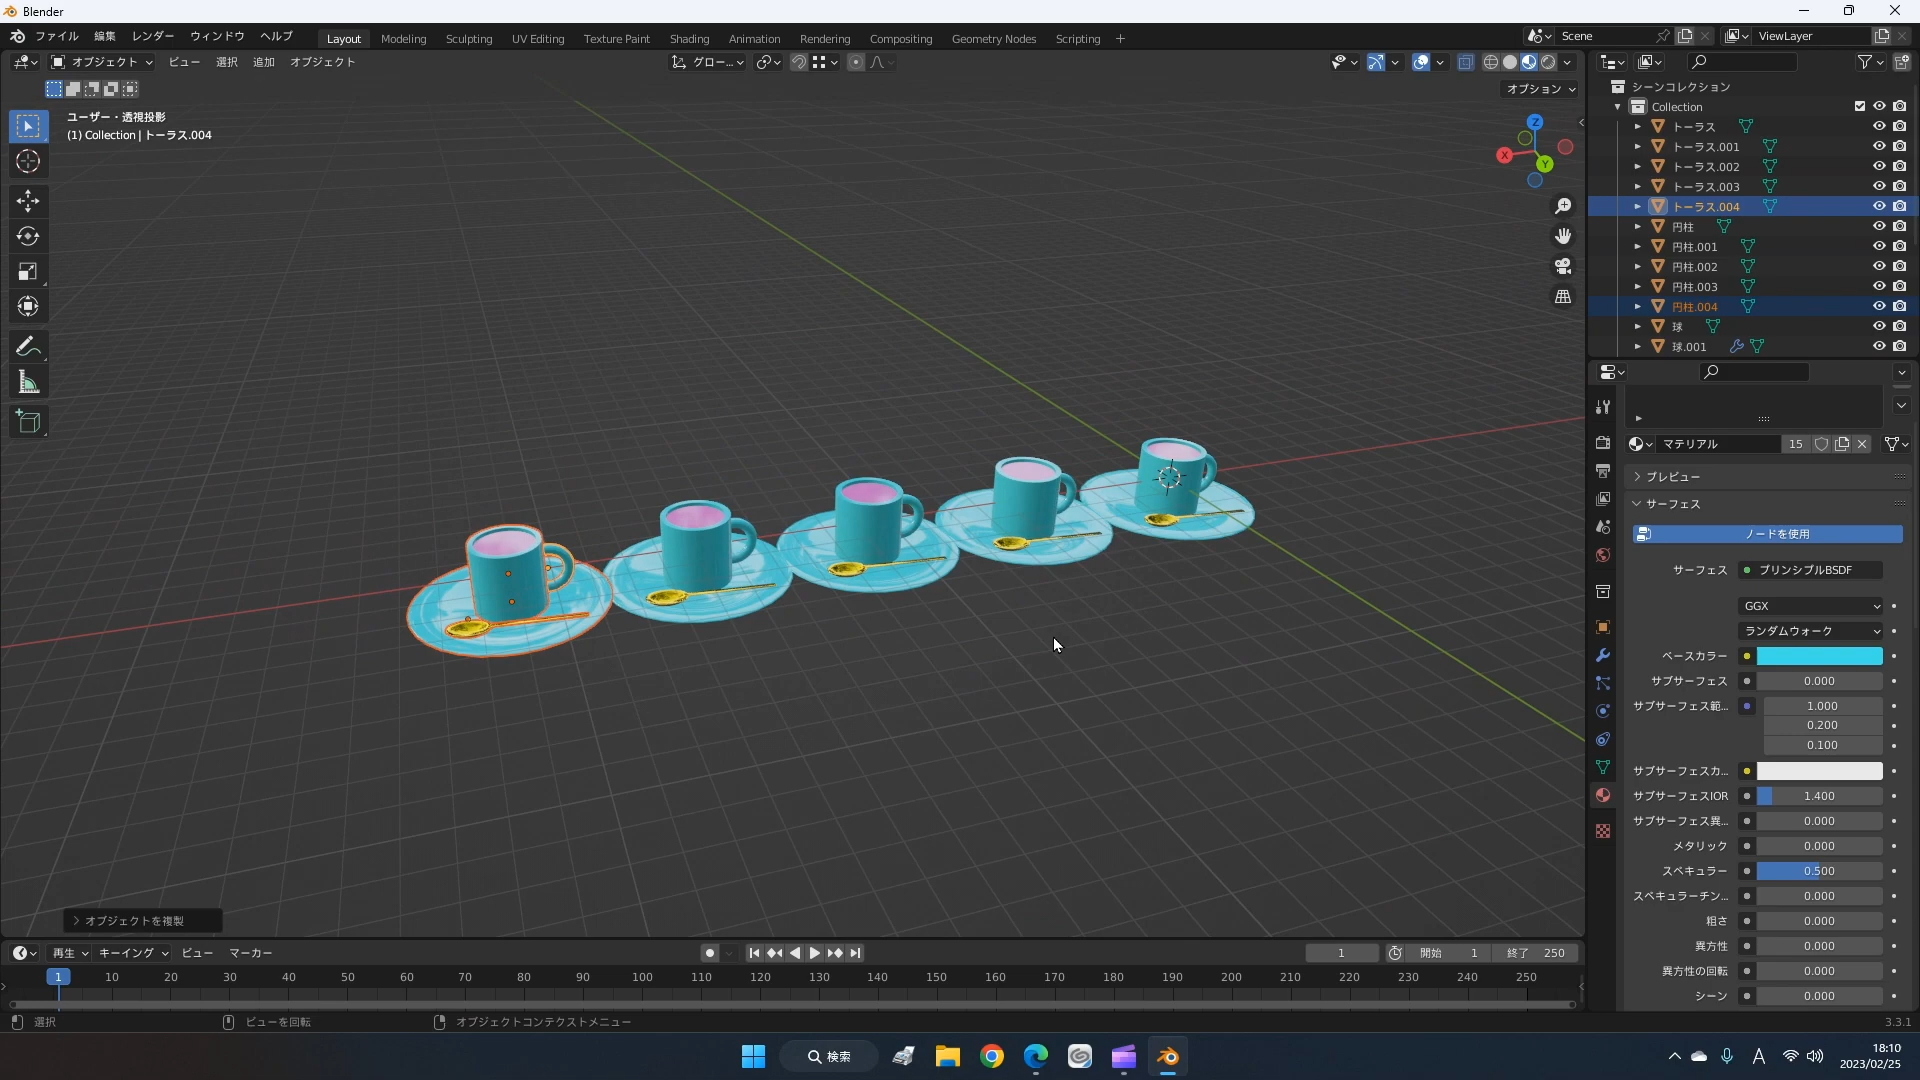 Blender
ファイル 編集 レンダー ウィンドウ ヘルプ Layout Modeling Sculpting UV Editing Texture Paint Shading Animation Rendering Compositing Geometry Nodes Scripting + Scene ViewLayer
オブジェクト ビュー 選択 追加 オブジェクト グロー...
オプション
ユーザー・透視投影
(1) Collection | トーラス.004
Z
X
Y
シーンコレクション
Collection
トーラス
トーラス.001
トーラス.002
トーラス.003
トーラス.004
円柱
円柱.001
円柱.002
円柱.003
円柱.004
球
球.001
マテリアル 15
プレビュー
サーフェス
ノードを使用
サーフェス プリンシプルBSDF
GGX
ランダムウォーク
ベースカラー
サブサーフェス 0.000
サブサーフェス範... 1.000
0.200
0.100
サブサーフェスカ...
サブサーフェスIOR 1.400
サブサーフェス異... 0.000
メタリック 0.000
スペキュラー 0.500
スペキュラーチン... 0.000
粗さ 0.000
異方性 0.000
異方性の回転 0.000
シーン 0.000
オブジェクトを複製
再生 キーイング ビュー マーカー 1 開始 1 終了 250
1 10 20 30 40 50 60 70 80 90 100 110 120 130 140 150 160 170 180 190 200 210 220 230 240 250
選択 ビューを回転 オブジェクトコンテクストメニュー 3.3.1
検索 A 18:10
2023/02/25